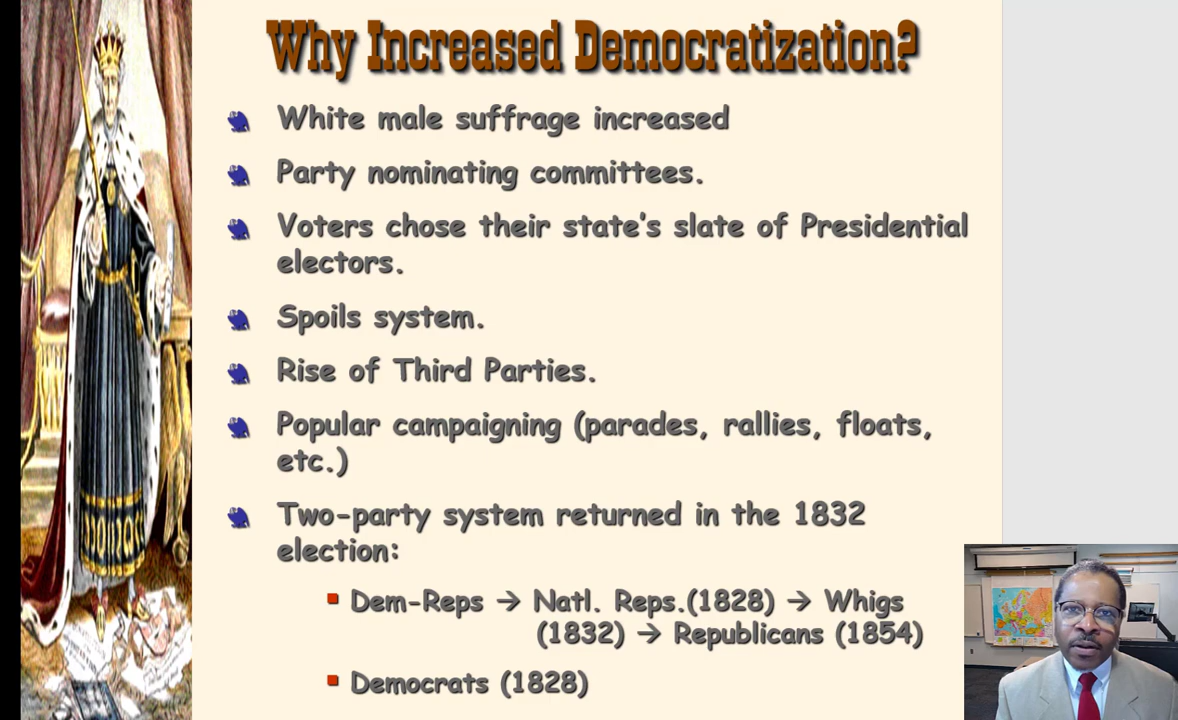 Why Increased Democratization?
White male suffrage increased
Party nominating committees.
Voters chose their state's slate of Presidential
electors.
Spoils system.
Rise of Third Parties.
Popular campaigning (parades, rallies, floats,
etc.)
Two-party system returned in the 1832
election:
Dem-Reps → Natl. Reps.(1828) → Whigs
(1832) → Republicans (1854)
Democrats (1828)